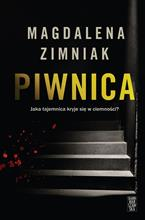 MAGDALENA
ZIMNIAK
PIWNICA
Jaka tajemnica kryje się w ciemności?